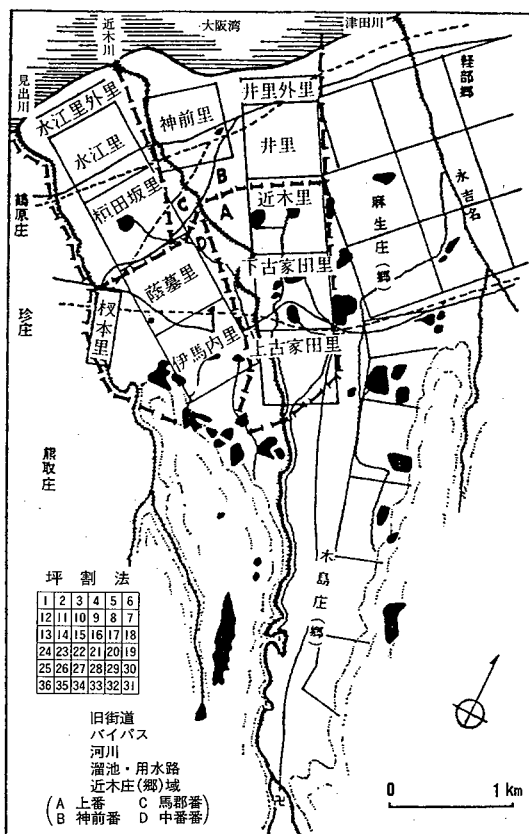 大阪湾
津田川
近木川
見出川
軽部郷
水江里外里
水江里
神前里
井里外里
井里
B
近木里
A
C
D
垣田坂里
鶴原庄
永吉名
麻生庄(郷)
下古家田里
蔭墓里
杈本里
珍庄
伊馬内里
上古家田里
熊取庄
木島庄(郷)
坪割法
1 2 3 4 5 6
12 11 10 9 8 7
13 14 15 16 17 18
24 23 22 21 20 19
25 26 27 28 29 30
36 35 34 33 32 31
旧街道
バイパス
河川
溜池・用水路
近木庄(郷)域
(A 上番 C 馬郡番
B 神前番 D 中番番)
0 1km
卍